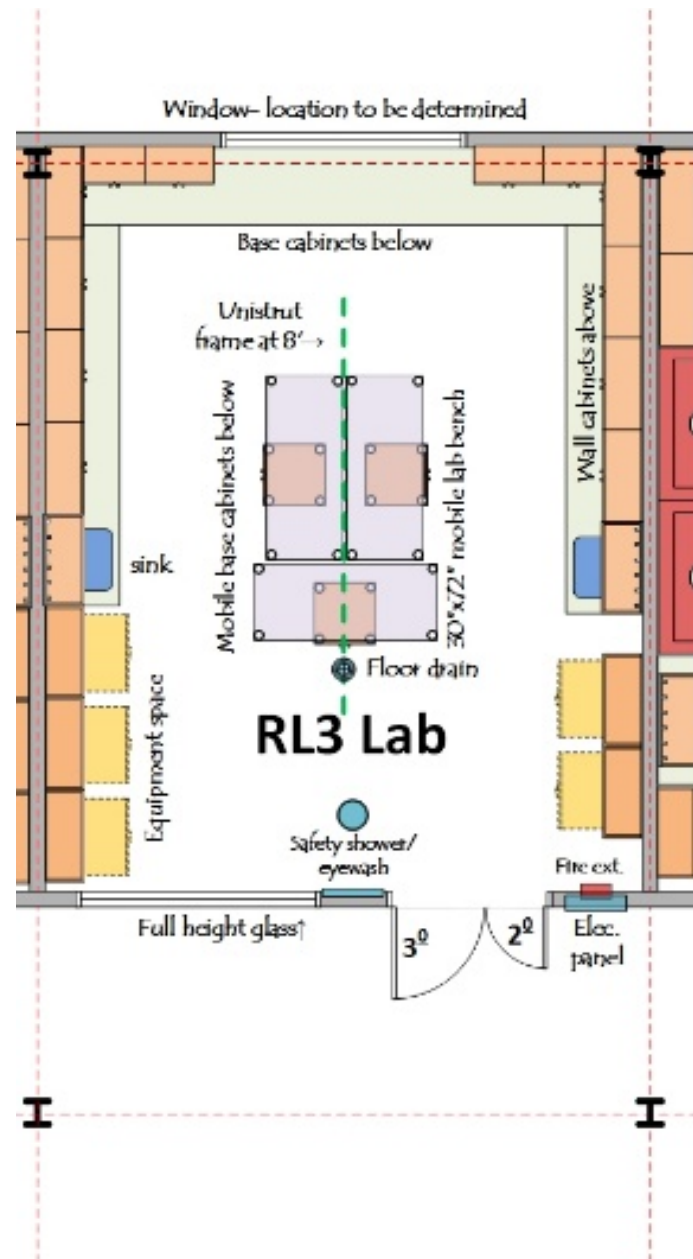 Window– location to be determined
Base cabinets below
Unistrut
frame at 8'→
Mobile base cabinets below
30"x72" mobile lab bench
Wall cabinets above
sink
Floor drain
Equipment space
RL3 Lab
Safety shower/
eyewash
Fire ext.
Full height glass↑
3⁰
2⁰
Elec.
panel